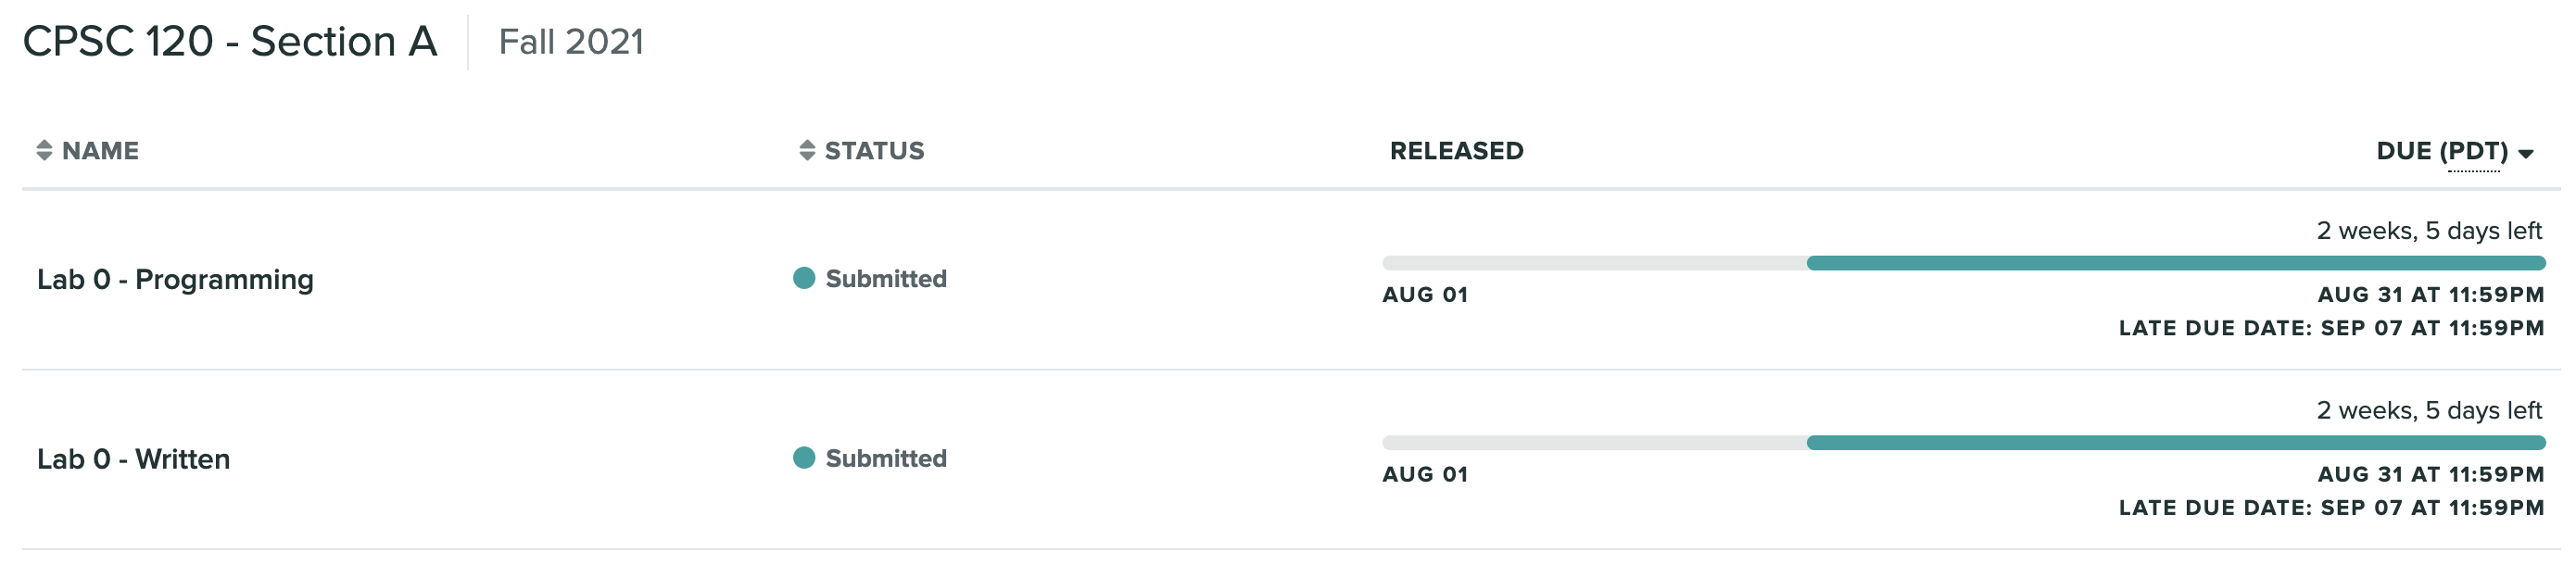 CPSC 120 - Section A Fall 2021
NAME STATUS RELEASED DUE (PDT)
2 weeks, 5 days left
Lab 0 - Programming Submitted
AUG 01 AUG 31 AT 11:59PM
LATE DUE DATE: SEP 07 AT 11:59PM
2 weeks, 5 days left
Lab 0 - Written Submitted
AUG 01 AUG 31 AT 11:59PM
LATE DUE DATE: SEP 07 AT 11:59PM